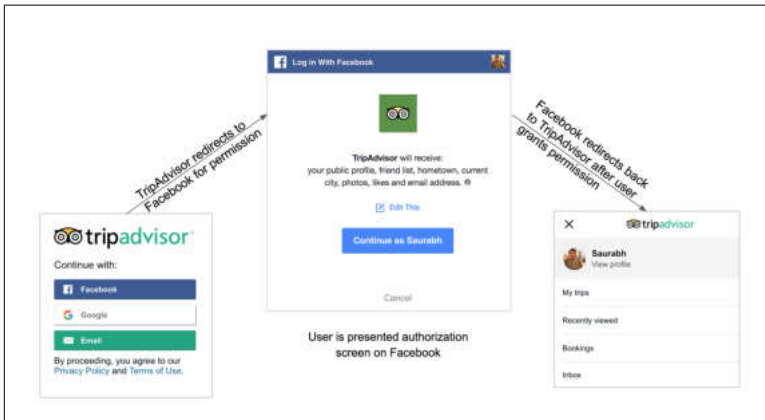 Log in With Facebook
TripAdvisor redirects to
Facebook for permission
TripAdvisor will receive:
your public profile, friend list, hometown, current
city, photos, likes and email address.
Edit This
Continue as Saurabh
Cancel
User is presented authorization
screen on Facebook
Facebook redirects back
to TripAdvisor after user
grants permission
tripadvisor
Continue with:
Facebook
Google
Email
By proceeding, you agree to our
Privacy Policy and Terms of Use.
tripadvisor
Saurabh
View profile
My trips
Recently viewed
Bookings
Inbox